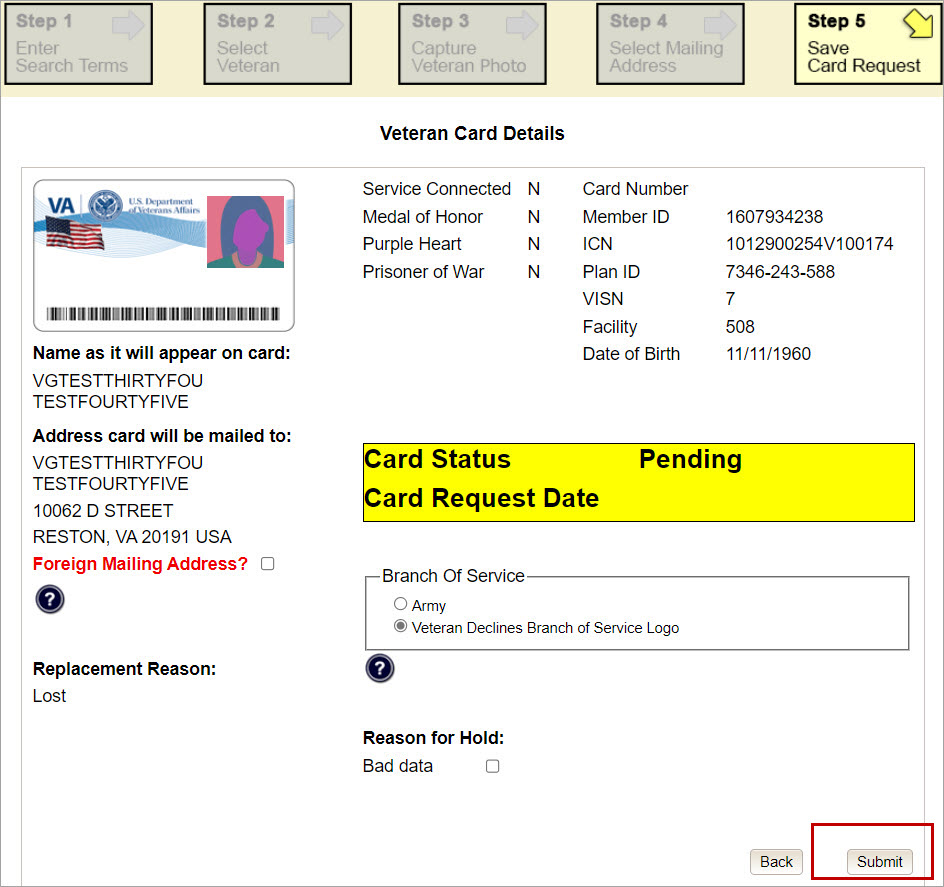 Step 1
Enter
Search Terms
Step 2
Select
Veteran
Step 3
Capture
Veteran Photo
Step 4
Select Mailing
Address
Step 5
Save
Card Request
Veteran Card Details
VA
U.S. Department
of Veterans Affairs
Name as it will appear on card:
VGTESTTHIRTYFOU
TESTFOURTYFIVE
Address card will be mailed to:
VGTESTTHIRTYFOU
TESTFOURTYFIVE
10062 D STREET
RESTON, VA 20191 USA
Foreign Mailing Address?
?
Replacement Reason:
Lost
Service Connected N
Medal of Honor N
Purple Heart N
Prisoner of War N
Card Number
Member ID 1607934238
ICN 1012900254V100174
Plan ID 7346-243-588
VISN 7
Facility 508
Date of Birth 11/11/1960
Card Status Pending
Card Request Date
Branch Of Service
Army
Veteran Declines Branch of Service Logo
?
Reason for Hold:
Bad data
Back Submit